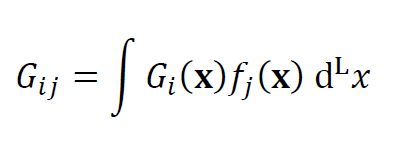 G_{ij} = ∫ G_i(𝐱)f_j(𝐱) d^L x